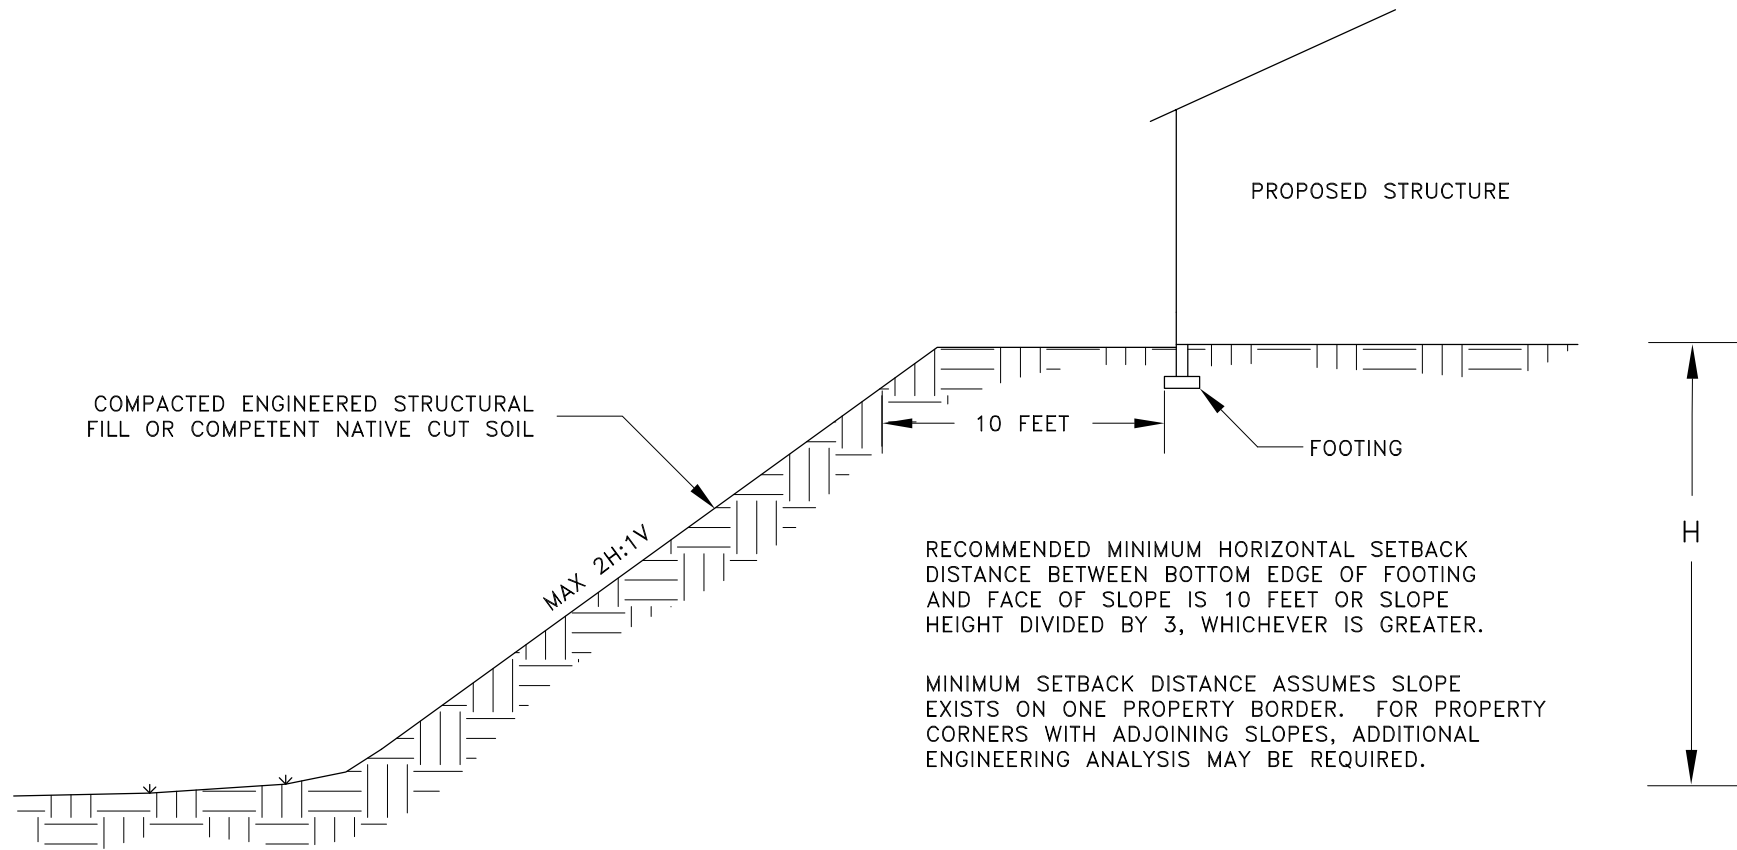 PROPOSED STRUCTURE
COMPACTED ENGINEERED STRUCTURAL
FILL OR COMPETENT NATIVE CUT SOIL
10 FEET
FOOTING
MAX 2H:1V
H
RECOMMENDED MINIMUM HORIZONTAL SETBACK
DISTANCE BETWEEN BOTTOM EDGE OF FOOTING
AND FACE OF SLOPE IS 10 FEET OR SLOPE
HEIGHT DIVIDED BY 3, WHICHEVER IS GREATER.
MINIMUM SETBACK DISTANCE ASSUMES SLOPE
EXISTS ON ONE PROPERTY BORDER. FOR PROPERTY
CORNERS WITH ADJOINING SLOPES, ADDITIONAL
ENGINEERING ANALYSIS MAY BE REQUIRED.